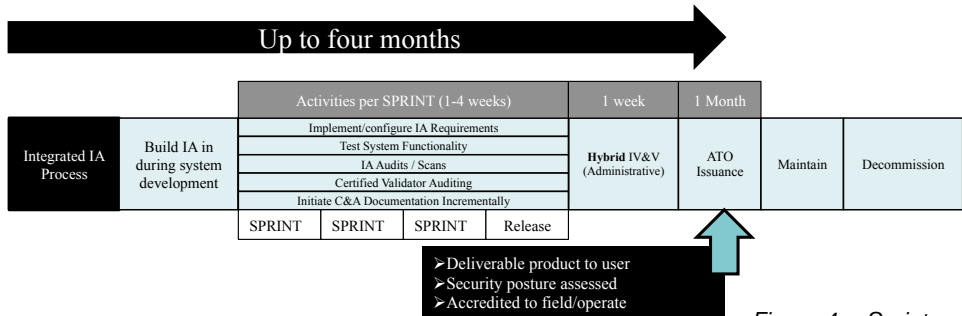 Up to four months
Activities per SPRINT (1-4 weeks)
1 week
1 Month
Integrated IA
Process
Build IA in
during system
development
Implement/configure IA Requirements
Test System Functionality
IA Audits / Scans
Certified Validator Auditing
Initiate C&A Documentation Incrementally
Hybrid IV&V
(Administrative)
ATO
Issuance
Maintain
Decommission
SPRINT
SPRINT
SPRINT
Release
➢Deliverable product to user
➢Security posture assessed
➢Accredited to field/operate